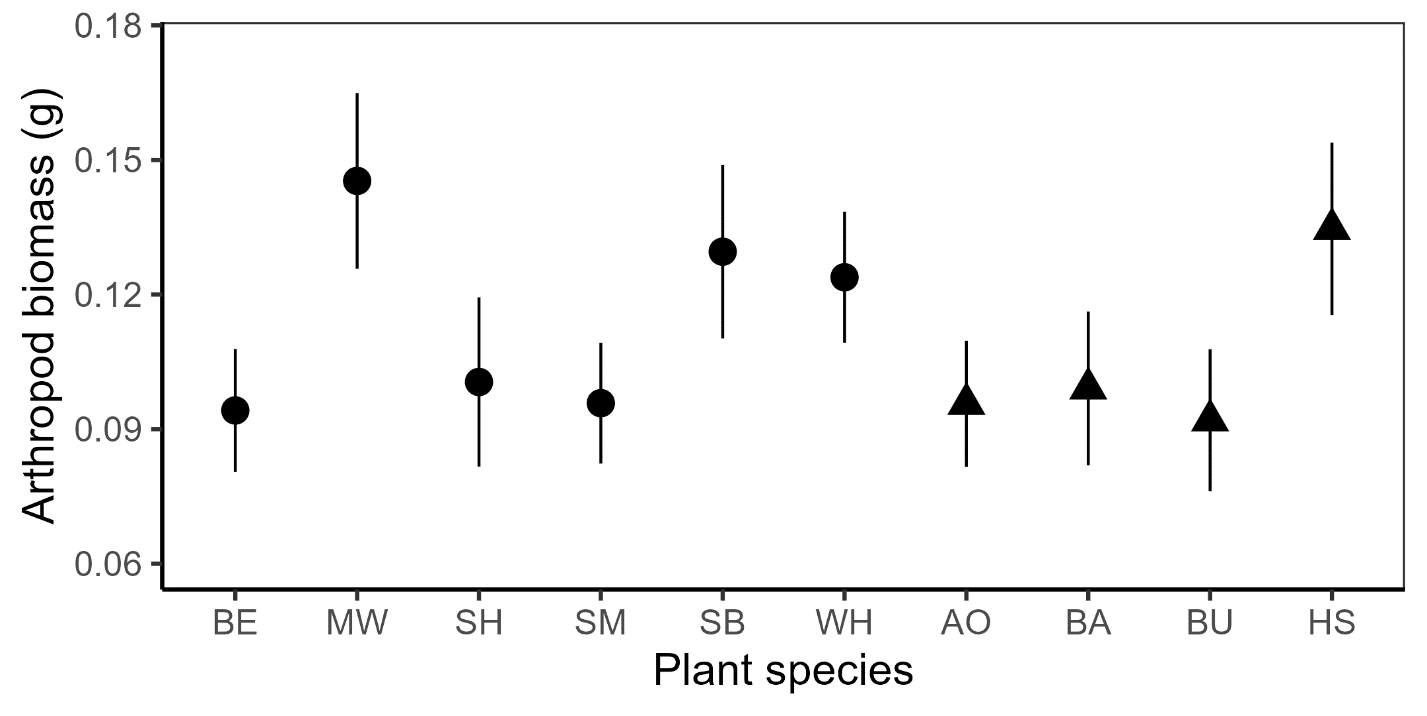 Arthropod biomass (g)
0.18
0.15
0.12
0.09
0.06
BE MW SH SM SB WH AO BA BU HS
Plant species